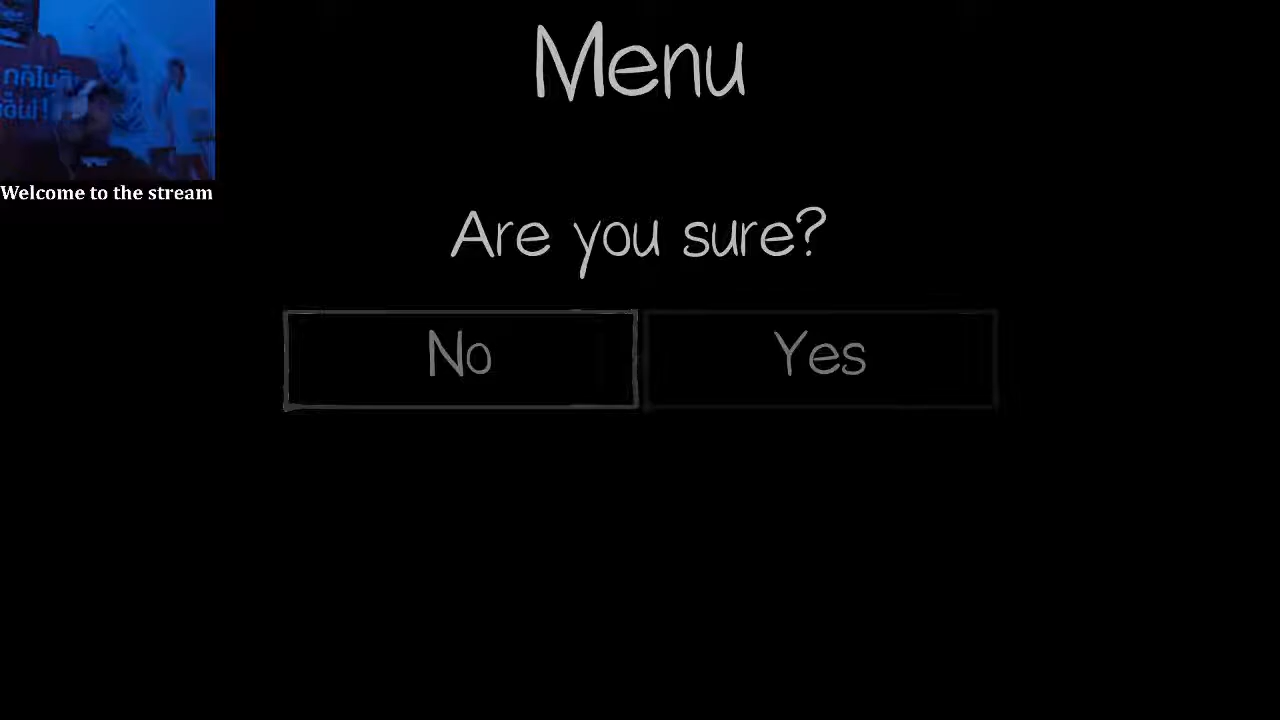 Menu
Welcome to the stream
Are you sure?
No
Yes